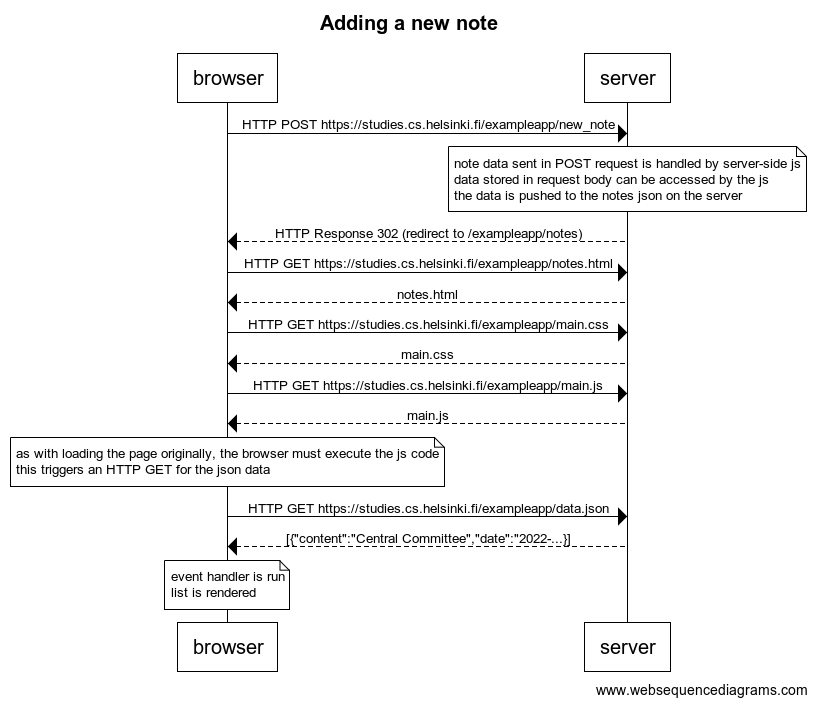 Adding a new note
browser
server
HTTP POST https://studies.cs.helsinki.fi/exampleapp/new_note
note data sent in POST request is handled by server-side js
data stored in request body can be accessed by the js
the data is pushed to the notes json on the server
HTTP Response 302 (redirect to /exampleapp/notes)
HTTP GET https://studies.cs.helsinki.fi/exampleapp/notes.html
notes.html
HTTP GET https://studies.cs.helsinki.fi/exampleapp/main.css
main.css
HTTP GET https://studies.cs.helsinki.fi/exampleapp/main.js
main.js
as with loading the page originally, the browser must execute the js code
this triggers an HTTP GET for the json data
HTTP GET https://studies.cs.helsinki.fi/exampleapp/data.json
[{"content":"Central Committee","date":"2022-...}]
event handler is run
list is rendered
browser
server
www.websequencediagrams.com